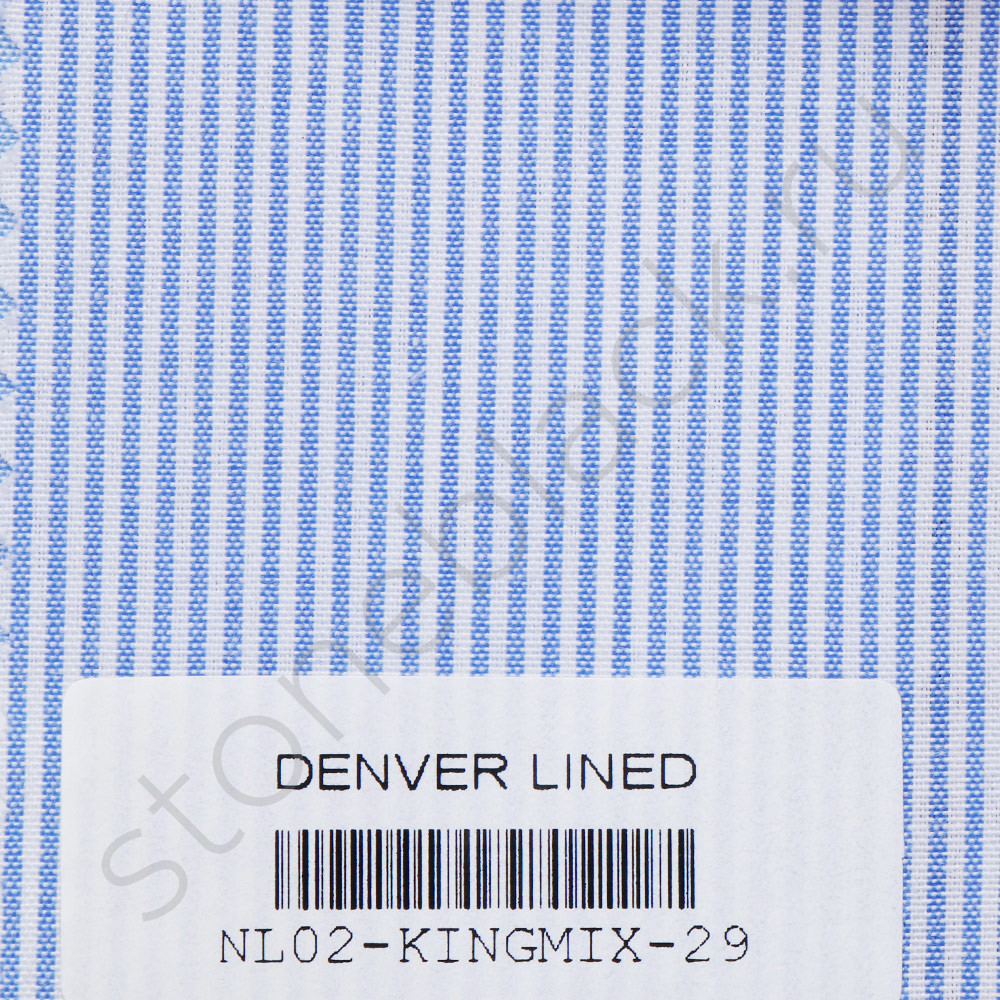 stoneblack.ru
DENVER LINED
NL02-KINGMIX-29